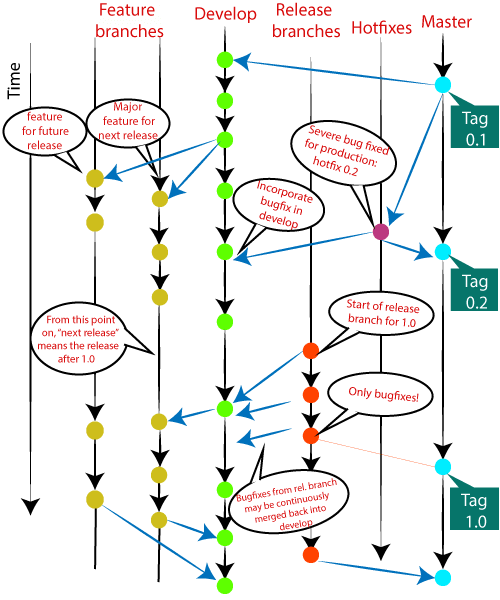 Feature
branches
Develop
Release
branches
Hotfixes
Master
Time
feature
for future
release
Major
feature for
next release
Severe bug fixed
for production:
hotfix 0.2
Tag
0.1
Incorporate
bugfix in
develop
Tag
0.2
From this point
on, “next release”
means the release
after 1.0
Start of release
branch for 1.0
Only bugfixes!
Bugfixes from rel. branch
may be continuously
merged back into
develop
Tag
1.0